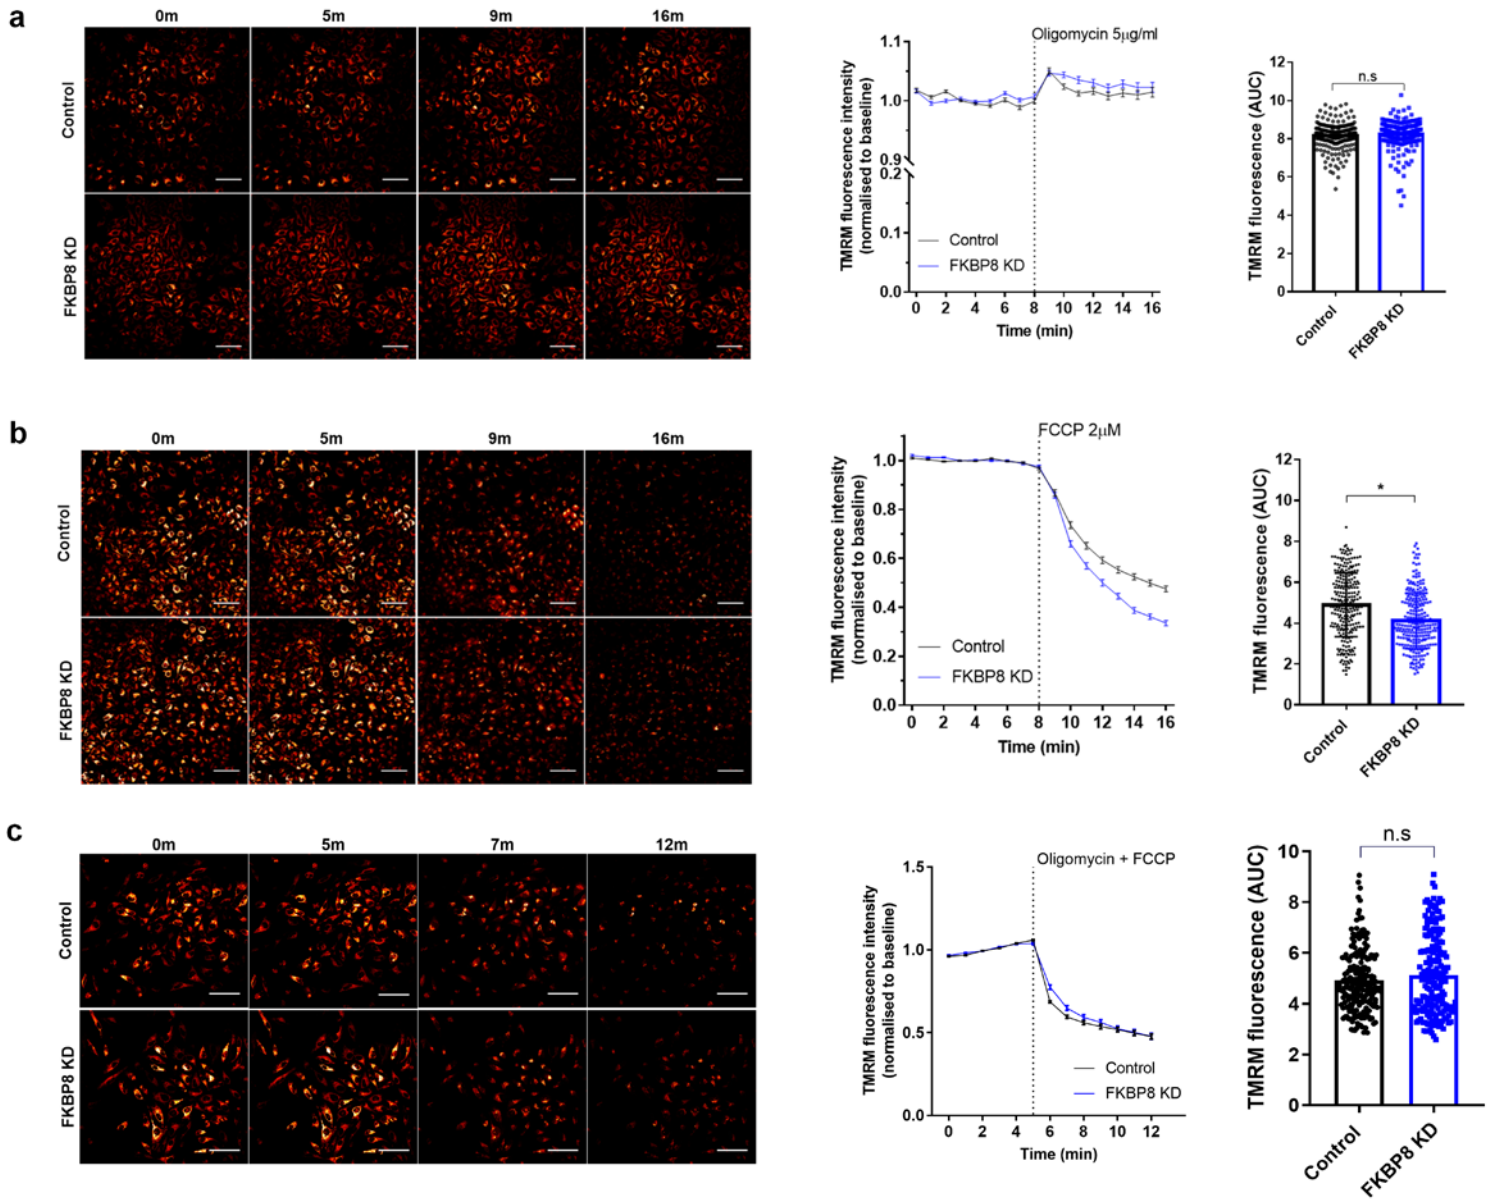 a
0m 5m 9m 16m
Control
FKBP8 KD
TMRM fluorescence intensity
(normalised to baseline)
Oligomycin 5µg/ml
1.1
1.0
0.9
0.2
0.1
0.0
Control
FKBP8 KD
0 2 4 6 8 10 12 14 16
Time (min)
TMRM fluorescence (AUC)
n.s
12
10
8
6
4
2
0
Control
FKBP8 KD
b
0m 5m 9m 16m
Control
FKBP8 KD
TMRM fluorescence intensity
(normalised to baseline)
FCCP 2µM
1.0
0.8
0.6
0.4
0.2
0.0
Control
FKBP8 KD
0 2 4 6 8 10 12 14 16
Time (min)
TMRM fluorescence (AUC)
*
12
10
8
6
4
2
0
Control
FKBP8 KD
c
0m 5m 7m 12m
Control
FKBP8 KD
TMRM fluorescence intensity
(normalised to baseline)
Oligomycin + FCCP
1.5
1.0
0.5
0.0
Control
FKBP8 KD
0 2 4 6 8 10 12
Time (min)
TMRM fluorescence (AUC)
n.s
10
8
6
4
2
0
Control
FKBP8 KD